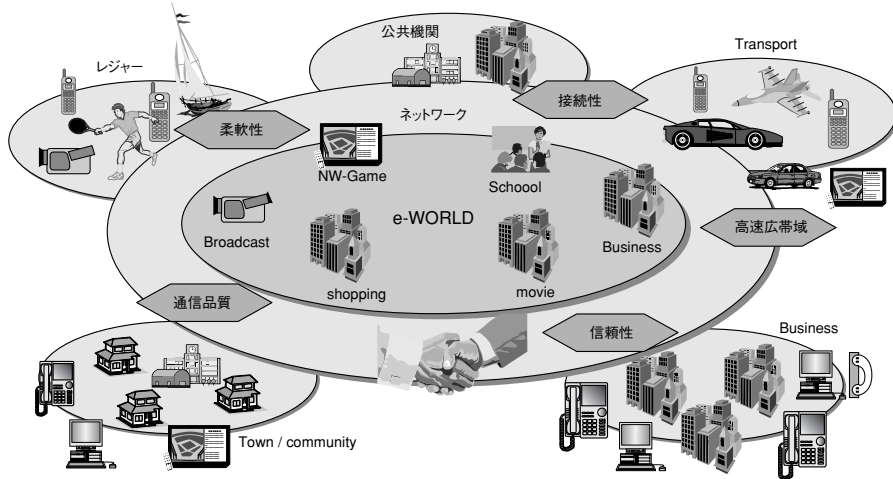 公共機関
Transport
レジャー
接続性
ネットワーク
柔軟性
NW-Game
Schoool
e-WORLD
高速広帯域
Broadcast
Business
shopping
movie
通信品質
信頼性
Business
Town / community